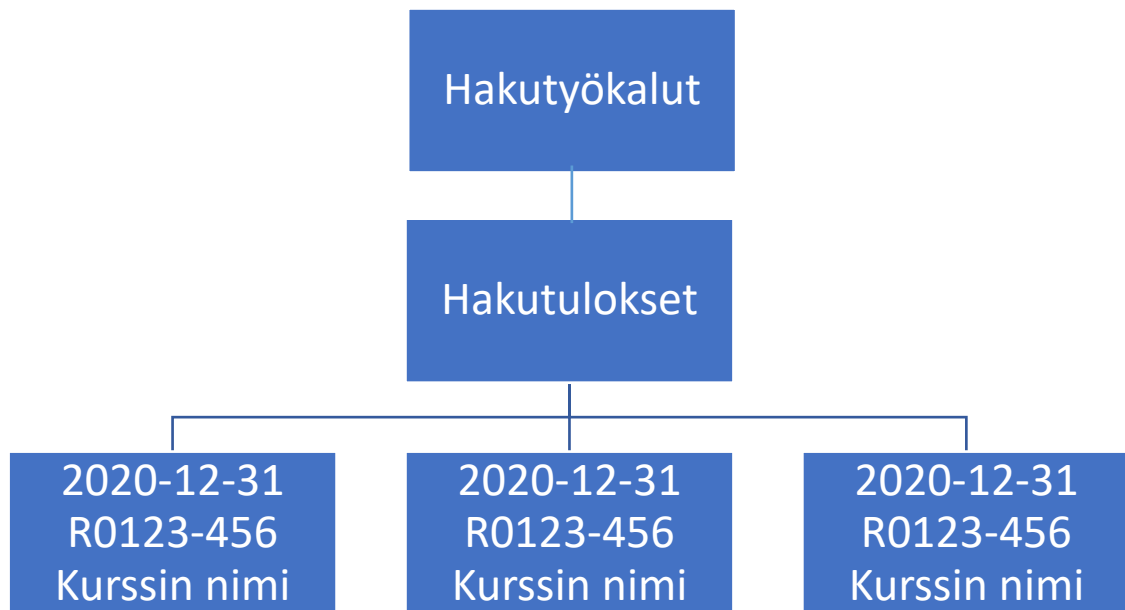 Hakutyökalut
Hakutulokset
2020-12-31
R0123-456
Kurssin nimi
2020-12-31
R0123-456
Kurssin nimi
2020-12-31
R0123-456
Kurssin nimi